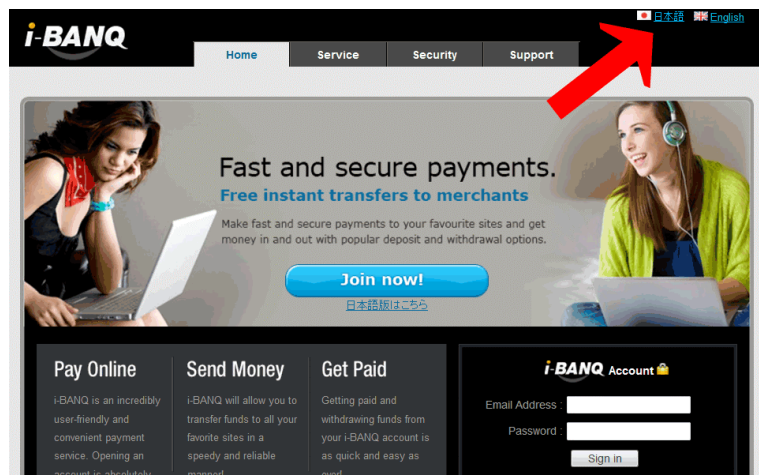 i-BANQ
日本語 English
Home Service Security Support
Fast and secure payments.
Free instant transfers to merchants
Make fast and secure payments to your favourite sites and get
money in and out with popular deposit and withdrawal options.
Join now!
日本語版はこちら
Pay Online
i-BANQ is an incredibly
user-friendly and
convenient payment
service. Opening an
account is absolutely
Send Money
i-BANQ will allow you to
transfer funds to all your
favorite sites in a
speedy and reliable
manner!
Get Paid
Getting paid and
withdrawing funds from
your i-BANQ account is
as quick and easy as
ever!
i-BANQ Account
Email Address :
Password :
Sign in